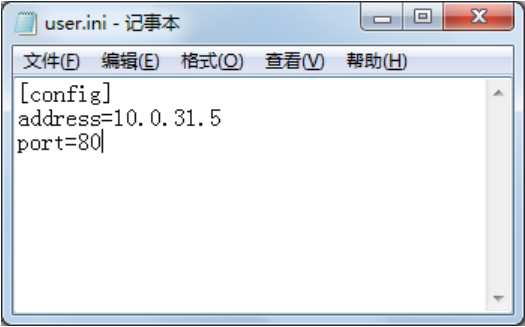 user.ini - 记事本
文件(F) 编辑(E) 格式(O) 查看(V) 帮助(H)
[config]
address=10.0.31.5
port=80